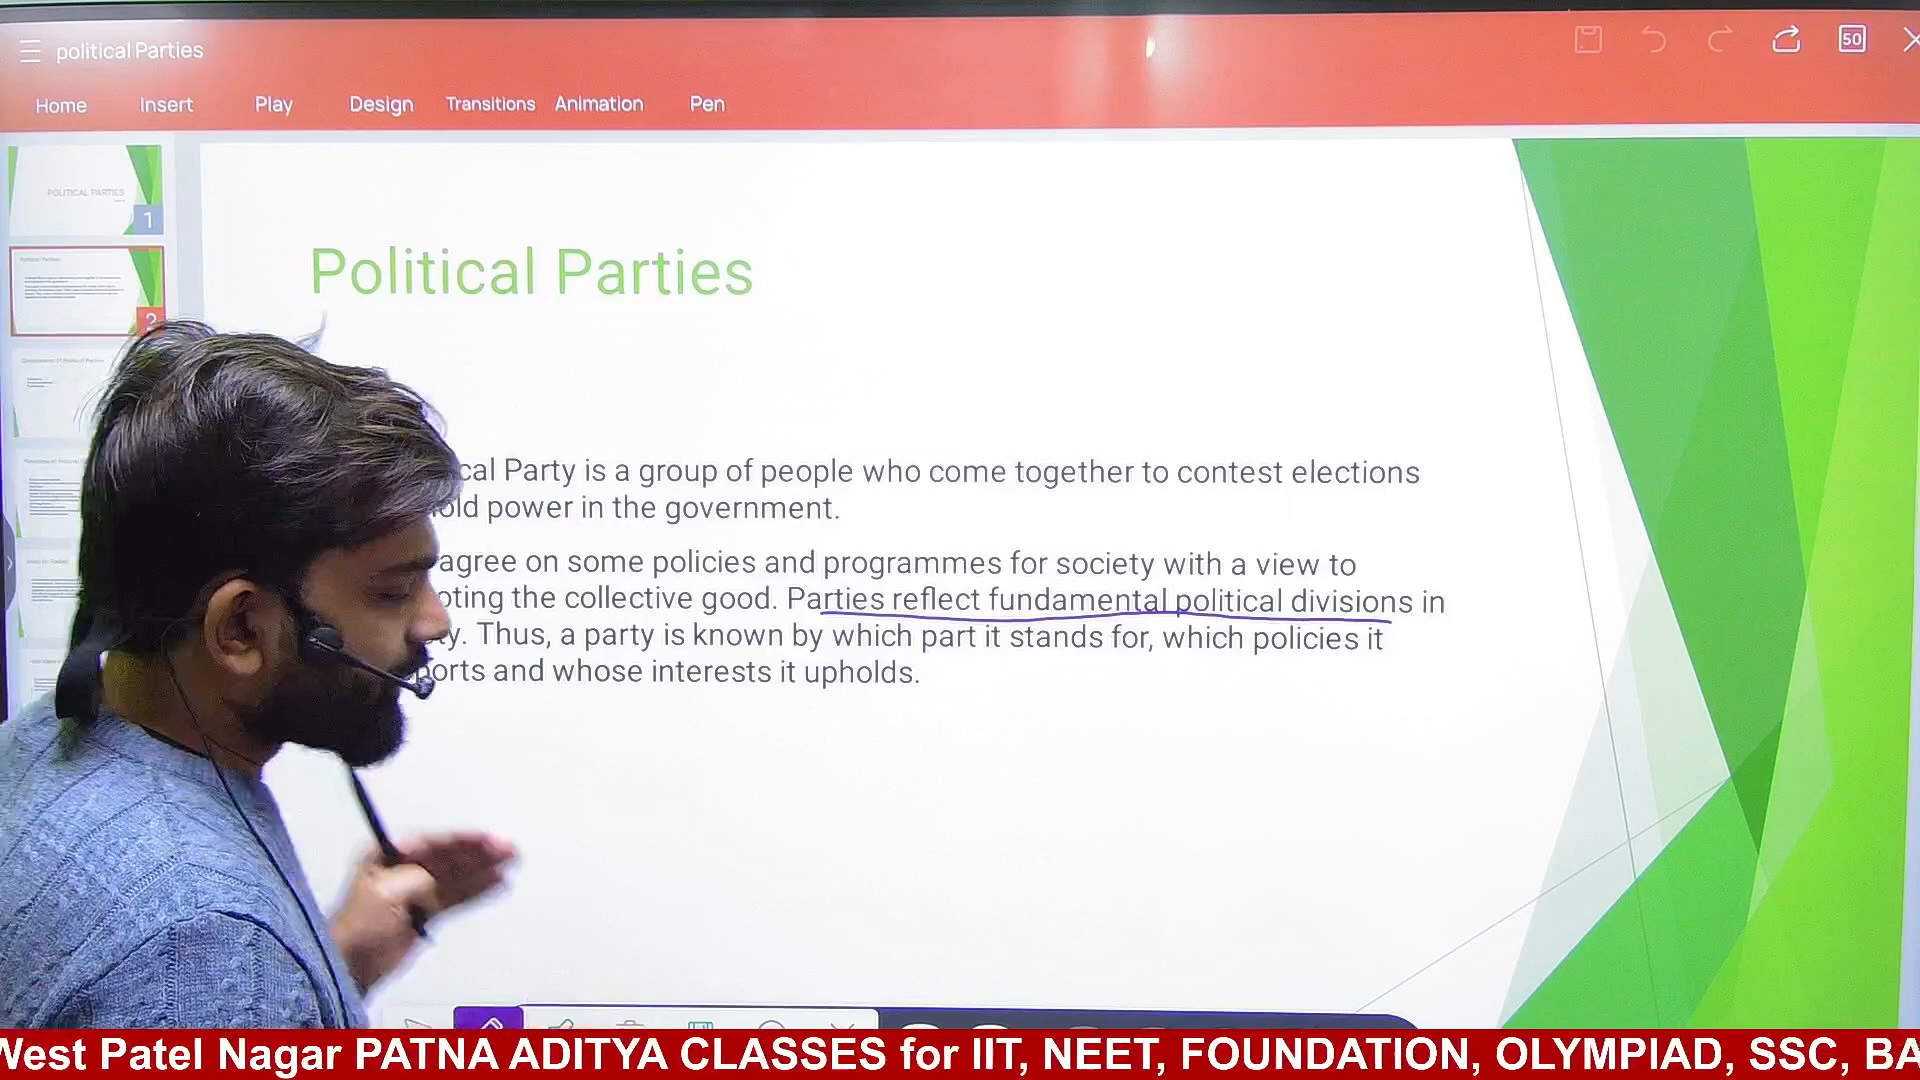 political Parties
50
Home Insert Play Design Transitions Animation Pen
POLITICAL PARTIES
1
2
Political Parties
cal Party is a group of people who come together to contest elections
old power in the government.
agree on some policies and programmes for society with a view to
oting the collective good. Parties reflect fundamental political divisions in
ty. Thus, a party is known by which part it stands for, which policies it
ports and whose interests it upholds.
West Patel Nagar PATNA ADITYA CLASSES for IIT, NEET, FOUNDATION, OLYMPIAD, SSC, BA